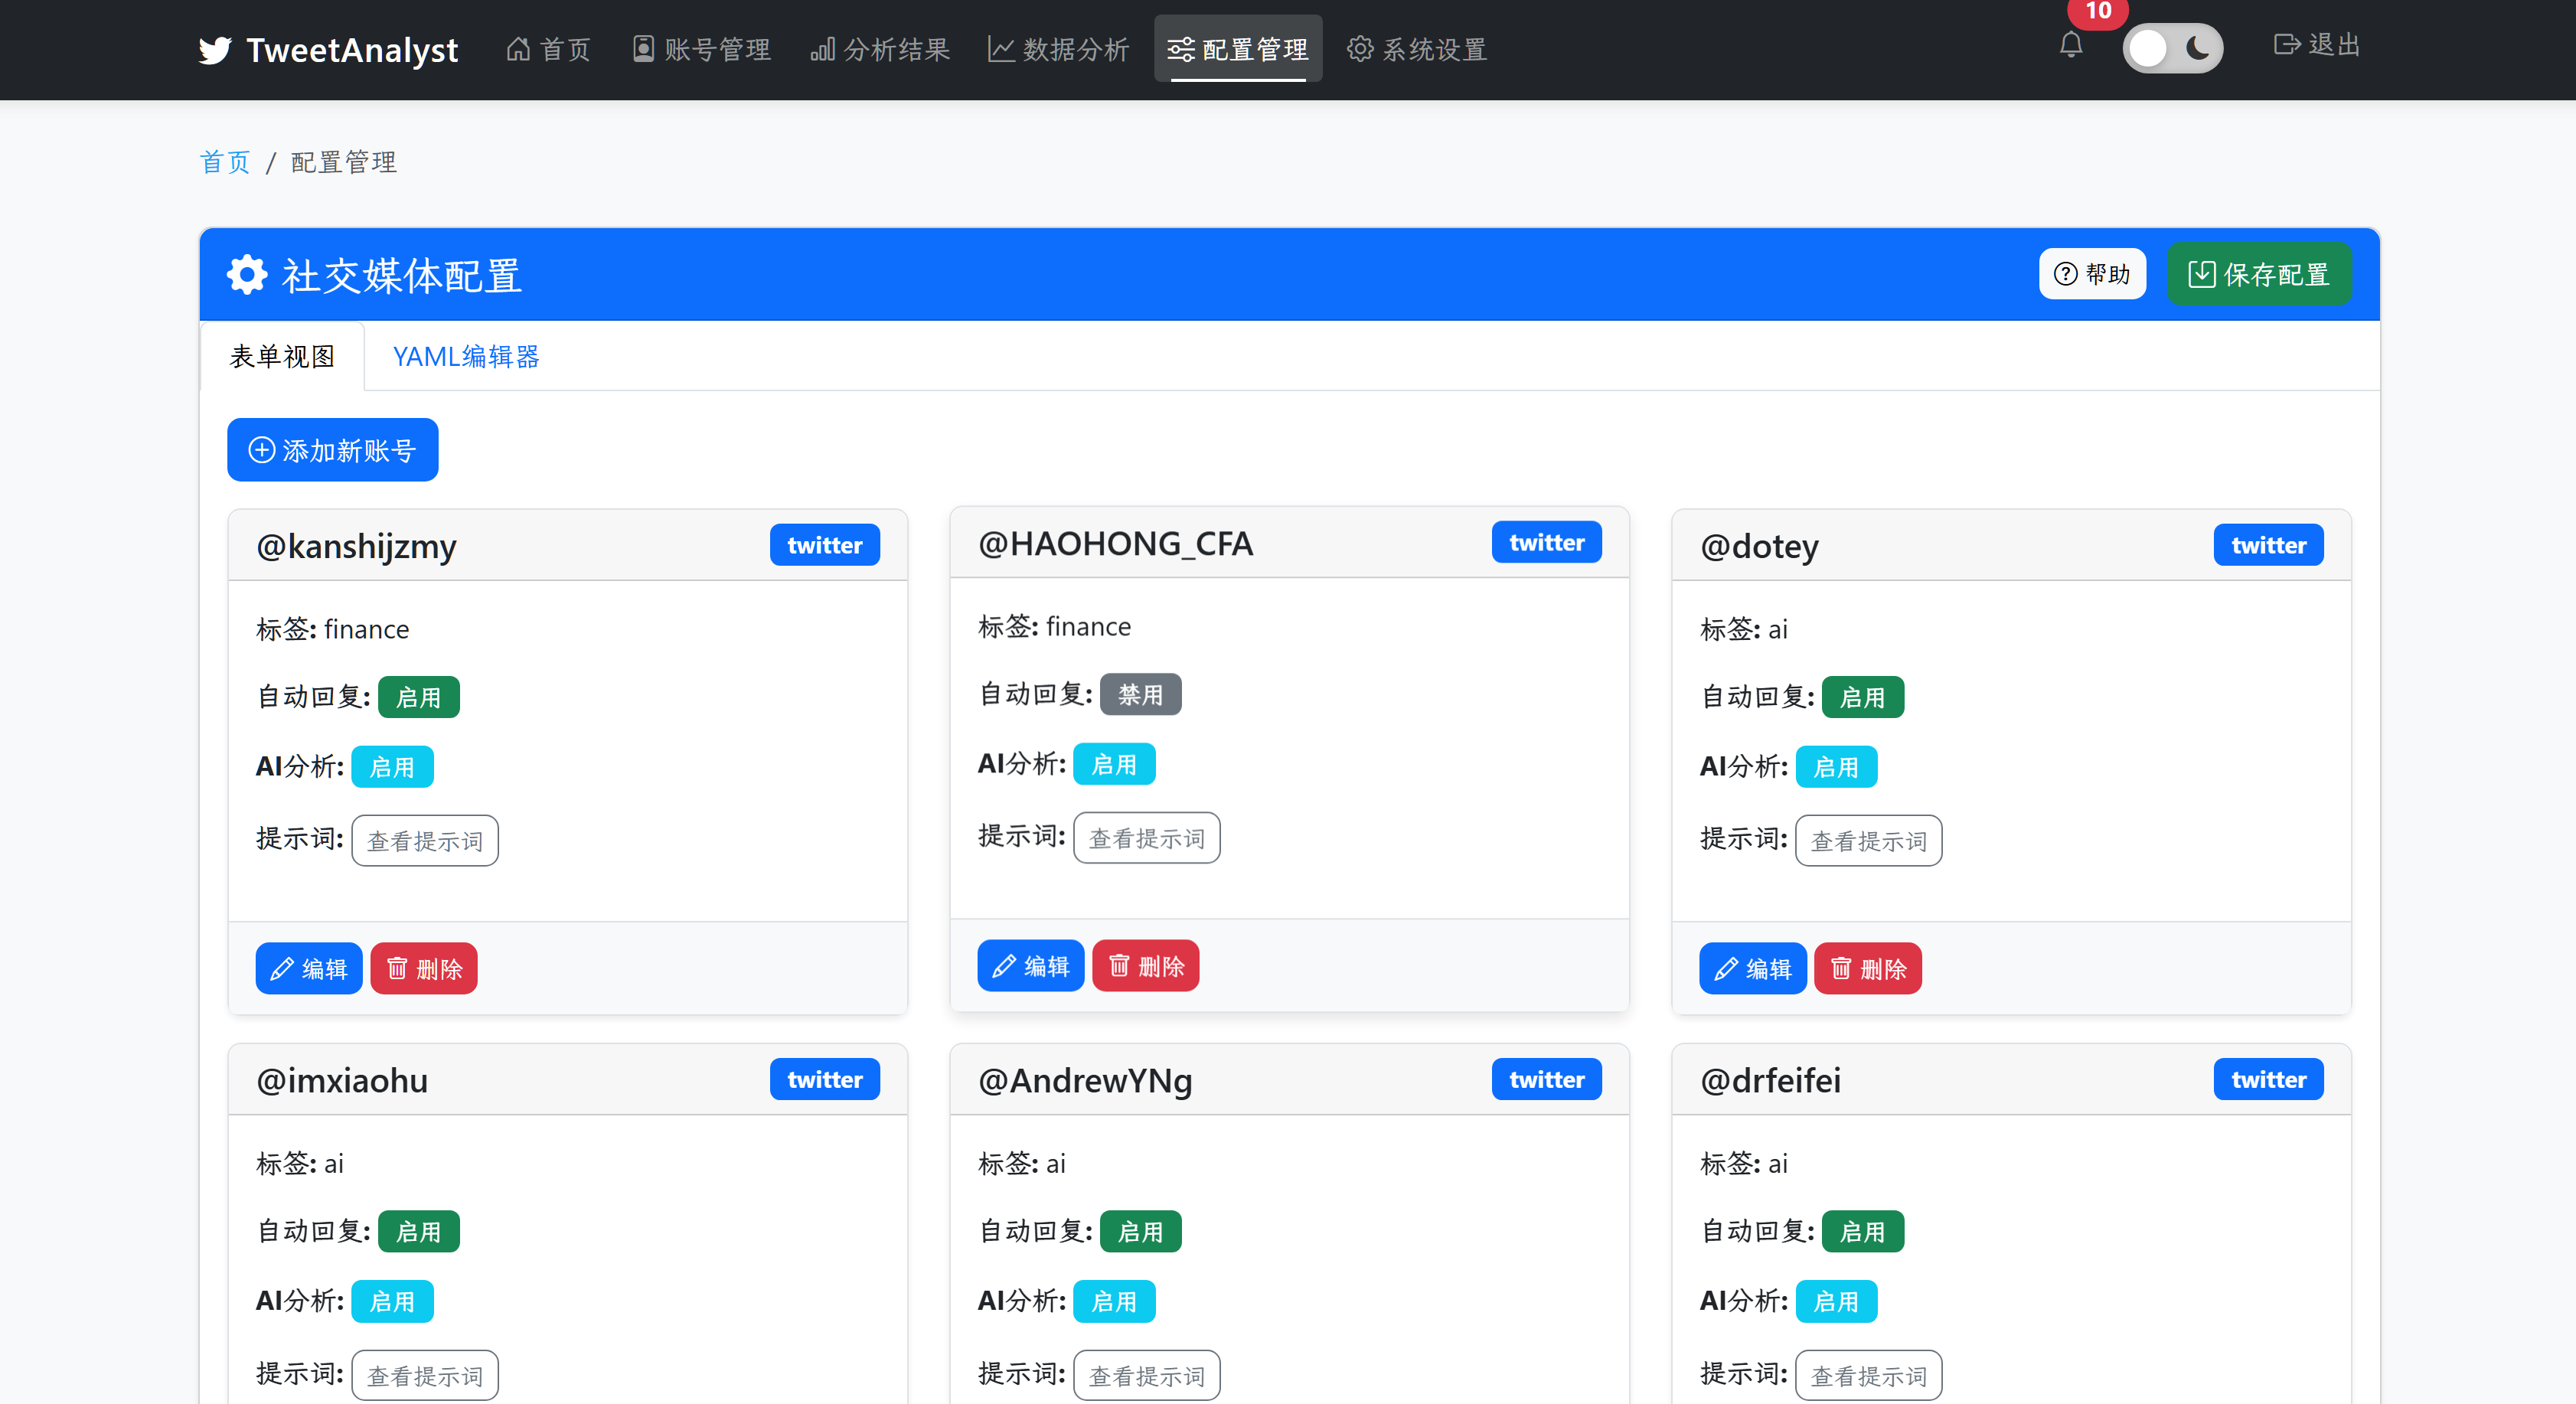 TweetAnalyst 首页 账号管理 分析结果 数据分析 配置管理 系统设置 10 退出
首页 / 配置管理
社交媒体配置 帮助 保存配置
表单视图 YAML编辑器
添加新账号
@kanshijzmy twitter
标签: finance
自动回复: 启用
AI分析: 启用
提示词: 查看提示词
编辑 删除
@HAOHONG_CFA twitter
标签: finance
自动回复: 禁用
AI分析: 启用
提示词: 查看提示词
编辑 删除
@dotey twitter
标签: ai
自动回复: 启用
AI分析: 启用
提示词: 查看提示词
编辑 删除
@imxiaohu twitter
标签: ai
自动回复: 启用
AI分析: 启用
提示词: 查看提示词
@AndrewYNg twitter
标签: ai
自动回复: 启用
AI分析: 启用
提示词: 查看提示词
@drfeifei twitter
标签: ai
自动回复: 启用
AI分析: 启用
提示词: 查看提示词